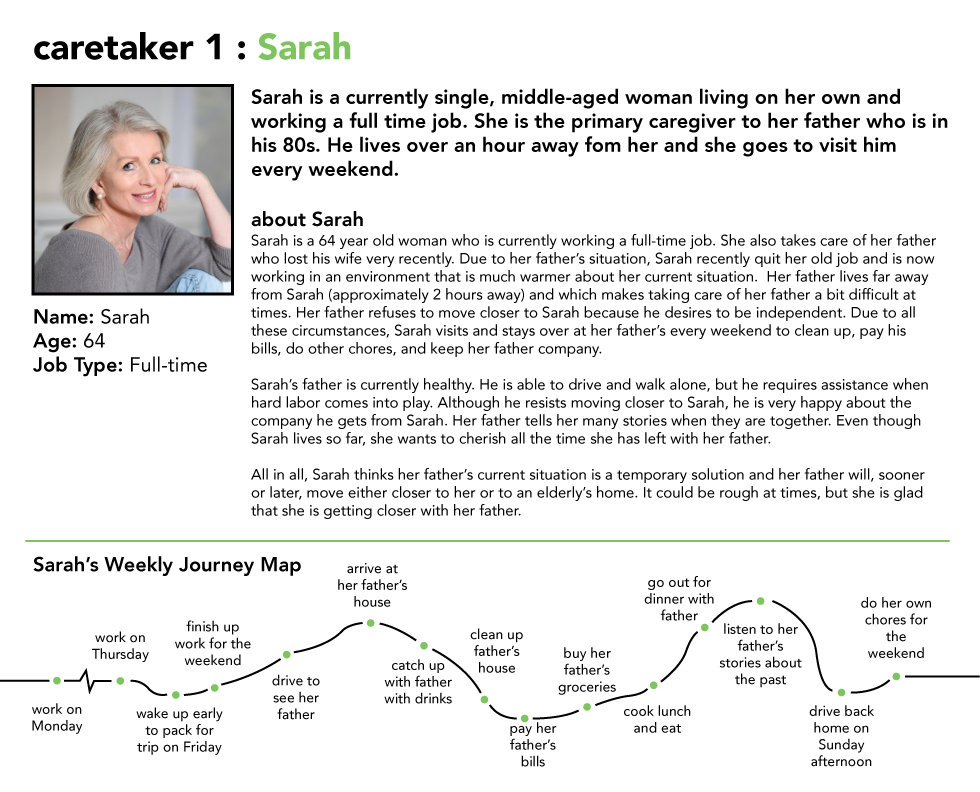 caretaker 1 : Sarah
Sarah is a currently single, middle-aged woman living on her own and
working a full time job. She is the primary caregiver to her father who is in
his 80s. He lives over an hour away fom her and she goes to visit him
every weekend.
Name: Sarah
Age: 64
Job Type: Full-time
about Sarah
Sarah is a 64 year old woman who is currently working a full-time job. She also takes care of her father
who lost his wife very recently. Due to her father's situation, Sarah recently quit her old job and is now
working in an environment that is much warmer about her current situation.  Her father lives far away
from Sarah (approximately 2 hours away) and which makes taking care of her father a bit difficult at
times. Her father refuses to move closer to Sarah because he desires to be independent. Due to all
these circumstances, Sarah visits and stays over at her father's every weekend to clean up, pay his
bills, do other chores, and keep her father company.
Sarah's father is currently healthy. He is able to drive and walk alone, but he requires assistance when
hard labor comes into play. Although he resists moving closer to Sarah, he is very happy about the
company he gets from Sarah. Her father tells her many stories when they are together. Even though
Sarah lives so far, she wants to cherish all the time she has left with her father.
All in all, Sarah thinks her father's current situation is a temporary solution and her father will, sooner
or later, move either closer to her or to an elderly's home. It could be rough at times, but she is glad
that she is getting closer with her father.
Sarah's Weekly Journey Map
work on
Monday
work on
Thursday
wake up early
to pack for
trip on Friday
finish up
work for the
weekend
drive to
see her
father
arrive at
her father's
house
catch up
with father
with drinks
clean up
father's
house
pay her
father's
bills
buy her
father's
groceries
cook lunch
and eat
go out for
dinner with
father
listen to her
father's
stories about
the past
drive back
home on
Sunday
afternoon
do her own
chores for
the
weekend